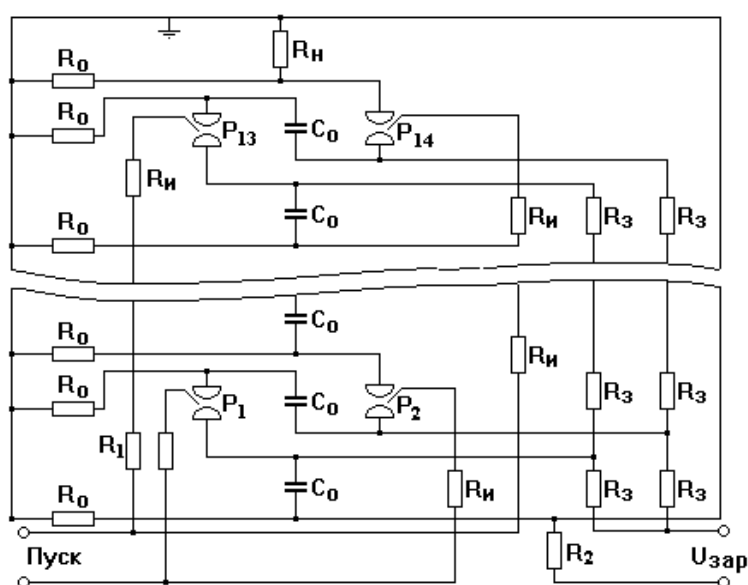 R₀ Rн
R₀ P₁₃ C₀ P₁₄
Rи
C₀ Rи Rз Rз
R₀
C₀
R₀ Rи
R₀ P₁ C₀ P₂ Rз Rз
R₁
R₀ C₀ Rи Rз Rз
Пуск R₂ Uзар